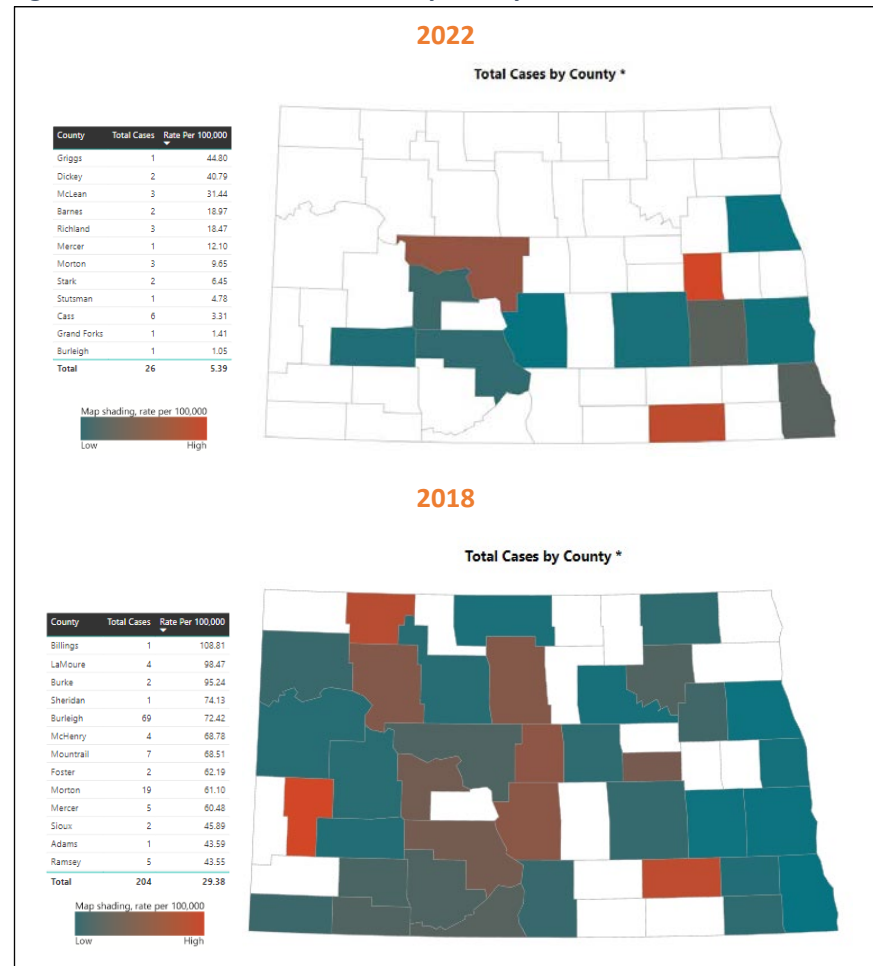 2022
Total Cases by County *
County Total Cases Rate Per 100,000
Griggs 1 44.80
Dickey 2 40.79
McLean 3 31.44
Barnes 2 18.97
Richland 3 18.47
Mercer 1 12.10
Morton 3 9.65
Stark 2 6.45
Stutsman 1 4.78
Cass 6 3.31
Grand Forks 1 1.41
Burleigh 1 1.05
Total 26 5.39
Map shading, rate per 100,000
Low High
2018
Total Cases by County *
County Total Cases Rate Per 100,000
Billings 1 108.81
LaMoure 4 98.47
Burke 2 95.24
Sheridan 1 74.13
Burleigh 69 72.42
McHenry 4 68.78
Mountrail 7 68.51
Foster 2 62.19
Morton 19 61.10
Mercer 5 60.48
Sioux 2 45.89
Adams 1 43.59
Ramsey 5 43.55
Total 204 29.38
Map shading, rate per 100,000
Low High